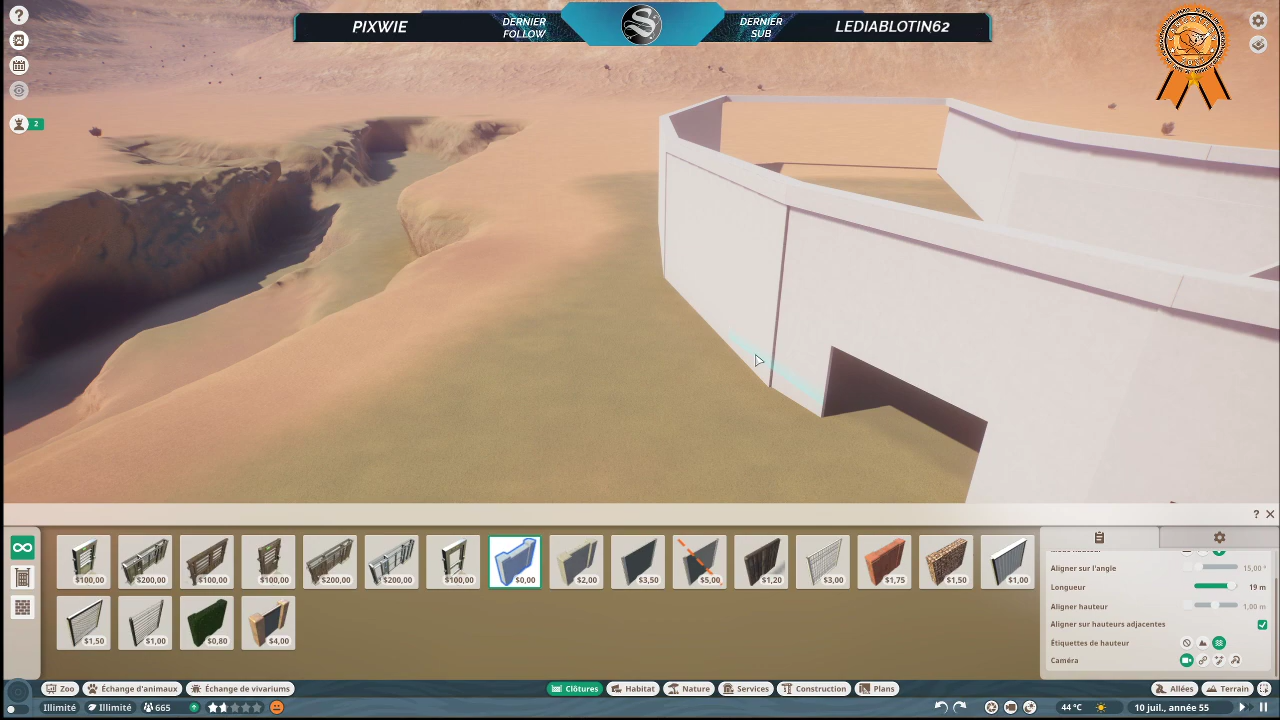 PIXWIE
DERNIER
FOLLOW
DERNIER
SUB
LEDIABLOTIN62
?
2
? ×
$100,00
$200,00
$100,00
$100,00
$200,00
$200,00
$100,00
$0,00
$2,00
$3,50
$5,00
$1,20
$3,00
$1,75
$1,50
$1,00
$1,50
$1,00
$0,80
$4,00
Aligner sur l'angle 15,00 °
Longueur 19 m
Aligner hauteur 1,00 m
Aligner sur hauteurs adjacentes
Étiquettes de hauteur
Caméra
Zoo
Échange d'animaux
Échange de vivariums
Clôtures
Habitat
Nature
Services
Construction
Plans
Allées
Terrain
Illimité
Illimité
665
44 °C
10 juil., année 55